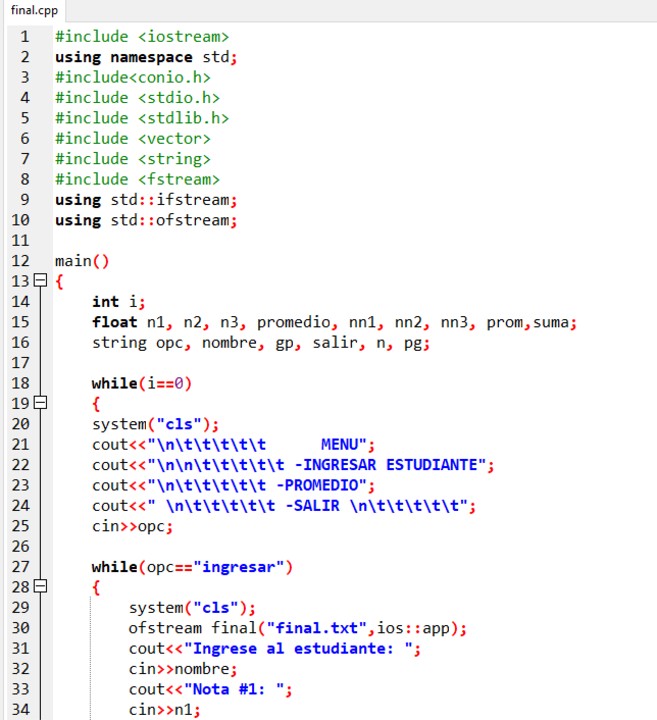 final.cpp
1 #include <iostream>
2 using namespace std;
3 #include<conio.h>
4 #include <stdio.h>
5 #include <stdlib.h>
6 #include <vector>
7 #include <string>
8 #include <fstream>
9 using std::ifstream;
10 using std::ofstream;
11
12 main()
13 {
14 int i;
15 float n1, n2, n3, promedio, nn1, nn2, nn3, prom,suma;
16 string opc, nombre, gp, salir, n, pg;
17
18 while(i==0)
19 {
20 system("cls");
21 cout<<"\n\t\t\t\t\t      MENU";
22 cout<<"\n\n\t\t\t\t\t -INGRESAR ESTUDIANTE";
23 cout<<"\n\t\t\t\t\t -PROMEDIO";
24 cout<<" \n\t\t\t\t\t -SALIR \n\t\t\t\t\t";
25 cin>>opc;
26
27 while(opc=="ingresar")
28 {
29 system("cls");
30 ofstream final("final.txt",ios::app);
31 cout<<"Ingrese al estudiante: ";
32 cin>>nombre;
33 cout<<"Nota #1: ";
34 cin>>n1;